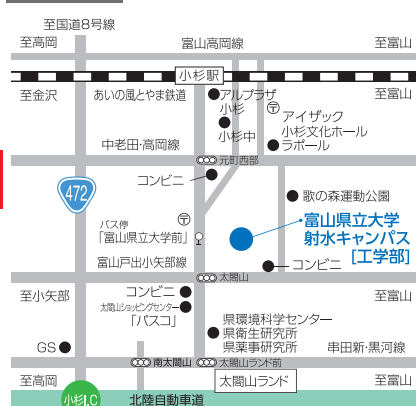 至国道8号線
至高岡 富山高岡線 至富山
小杉駅
至金沢 あいの風とやま鉄道 至富山
アルプラザ
小杉
小杉中
〒
アイザック
小杉文化ホール
ラポール
中老田・高岡線
元町西部
コンビニ
472
歌の森運動公園
バス停
「富山県立大学前」
〒
・富山県立大学
射水キャンパス
[工学部]
富山戸出小矢部線
コンビニ
太閤山
至小矢部 至富山
コンビニ
太閤山ショッピングセンター
「パスコ」
県環境科学センター
県衛生研究所
県薬事研究所
GS
串田新・黒河線
南太閤山
太閤山ランド前
至高岡 至富山
太閤山ランド
小杉I.C
北陸自動車道